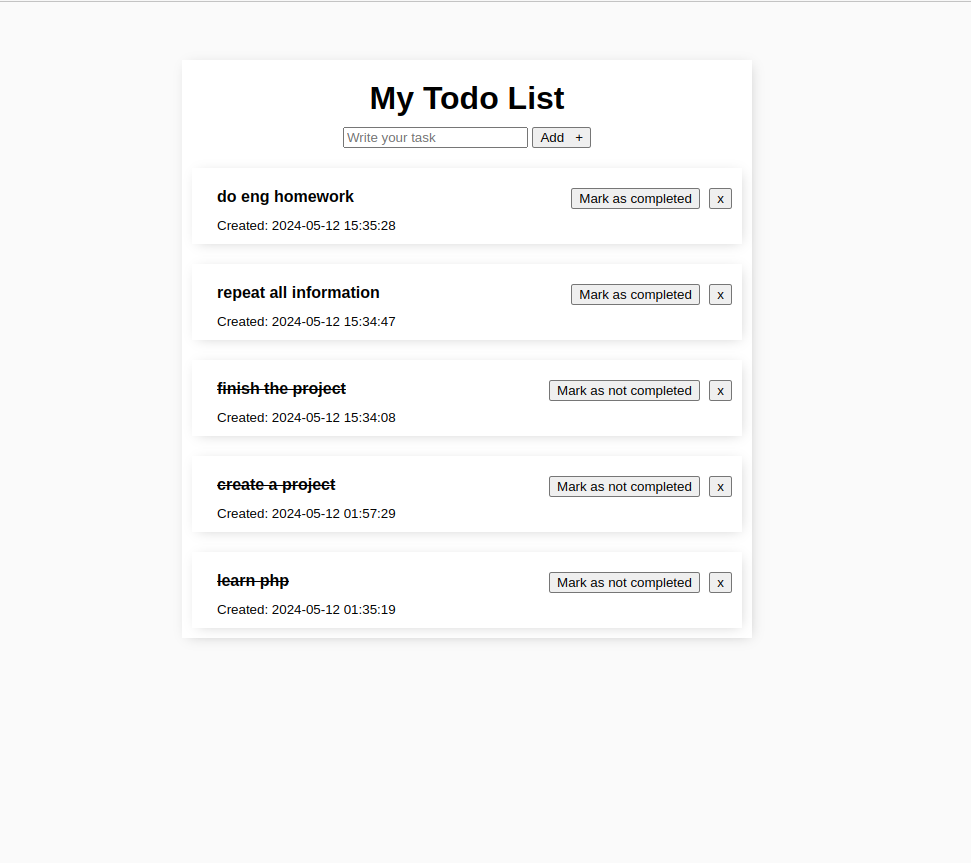 My Todo List
Write your task
Add +
do eng homework
Mark as completed
x
Created: 2024-05-12 15:35:28
repeat all information
Mark as completed
x
Created: 2024-05-12 15:34:47
finish the project
Mark as not completed
x
Created: 2024-05-12 15:34:08
create a project
Mark as not completed
x
Created: 2024-05-12 01:57:29
learn php
Mark as not completed
x
Created: 2024-05-12 01:35:19